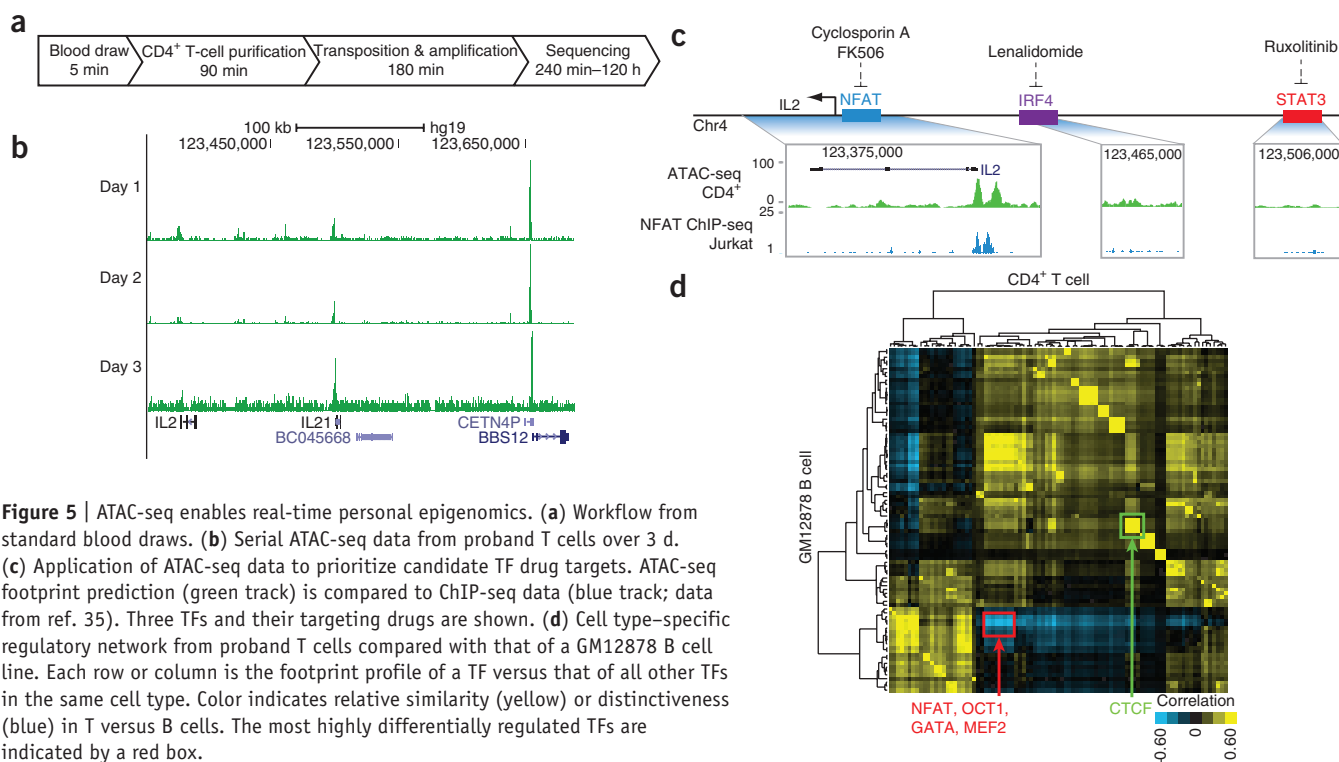 a
Blood draw
5 min
CD4+ T-cell purification
90 min
Transposition & amplification
180 min
Sequencing
240 min–120 h
b
100 kb hg19
123,450,000 123,550,000 123,650,000
Day 1
Day 2
Day 3
IL2 IL21 CETN4P
BC045668 BBS12
c
Cyclosporin A
FK506
Lenalidomide
Ruxolitinib
IL2 NFAT IRF4 STAT3
Chr4
123,375,000 123,465,000 123,506,000
ATAC-seq
CD4+
100
0
IL2
NFAT ChIP-seq
Jurkat
25
1
d
CD4+ T cell
GM12878 B cell
NFAT, OCT1,
GATA, MEF2
CTCF
Correlation
-0.60 0 0.60
Figure 5 | ATAC-seq enables real-time personal epigenomics. (a) Workflow from
standard blood draws. (b) Serial ATAC-seq data from proband T cells over 3 d.
(c) Application of ATAC-seq data to prioritize candidate TF drug targets. ATAC-seq
footprint prediction (green track) is compared to ChIP-seq data (blue track; data
from ref. 35). Three TFs and their targeting drugs are shown. (d) Cell type–specific
regulatory network from proband T cells compared with that of a GM12878 B cell
line. Each row or column is the footprint profile of a TF versus that of all other TFs
in the same cell type. Color indicates relative similarity (yellow) or distinctiveness
(blue) in T versus B cells. The most highly differentially regulated TFs are
indicated by a red box.